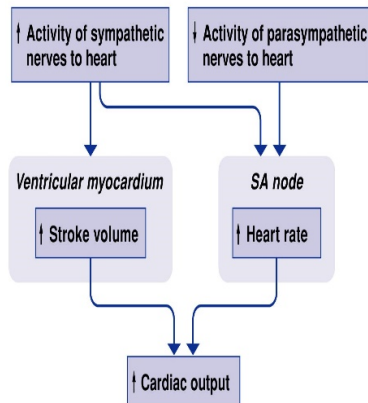 ↑ Activity of sympathetic
nerves to heart
↓ Activity of parasympathetic
nerves to heart
Ventricular myocardium
↑ Stroke volume
SA node
↑ Heart rate
↑ Cardiac output